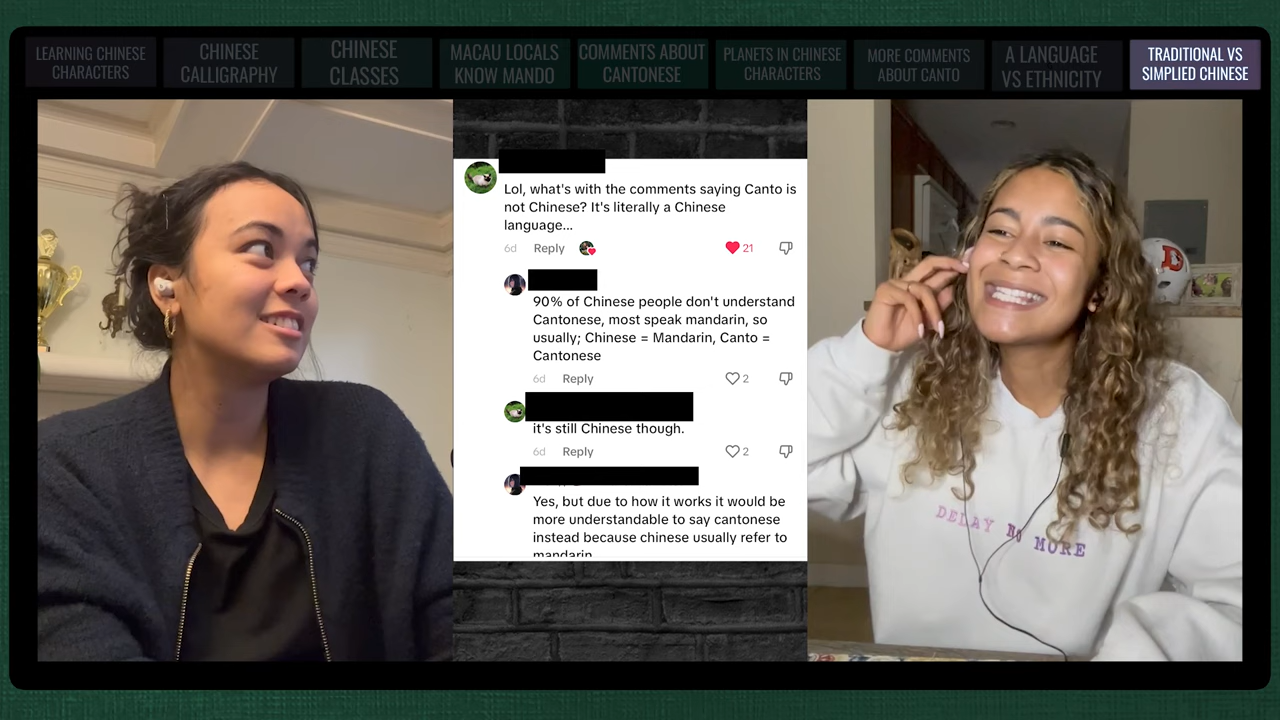 LEARNING CHINESE
CHARACTERS
CHINESE
CALLIGRAPHY
CHINESE
CLASSES
MACAU LOCALS
KNOW MANDO
COMMENTS ABOUT
CANTONESE
PLANETS IN CHINESE
CHARACTERS
MORE COMMENTS
ABOUT CANTO
A LANGUAGE
VS ETHNICITY
TRADITIONAL VS
SIMPLIED CHINESE
Lol, what's with the comments saying Canto is
not Chinese? It's literally a Chinese
language...
6d Reply 21
90% of Chinese people don't understand
Cantonese, most speak mandarin, so
usually; Chinese = Mandarin, Canto =
Cantonese
6d Reply 2
it's still Chinese though.
6d Reply 2
Yes, but due to how it works it would be
more understandable to say cantonese
instead because chinese usually refer to
mandarin
D
DELAY NO MORE